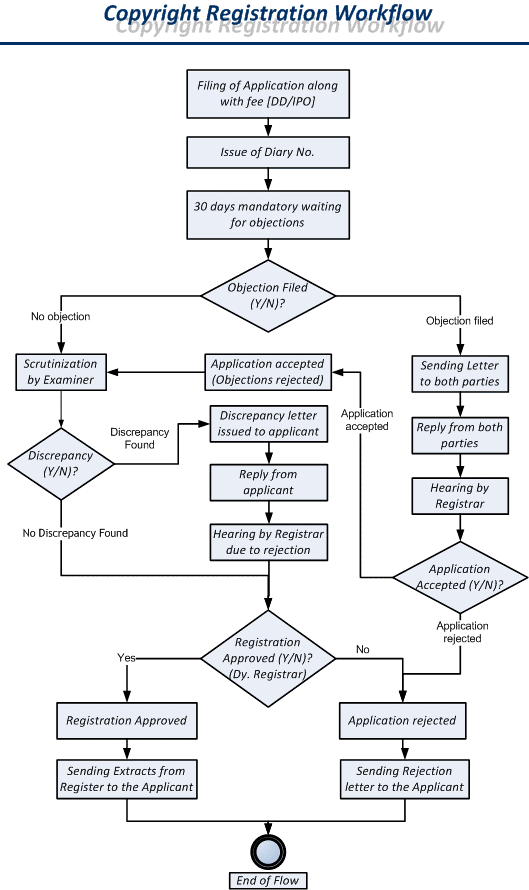 Copyright Registration Workflow
Filing of Application along
with fee [DD/IPO]
Issue of Diary No.
30 days mandatory waiting
for objections
Objection Filed
(Y/N)?
No objection
Objection filed
Scrutinization
by Examiner
Application accepted
(Objections rejected)
Sending Letter
to both parties
Discrepancy letter
issued to applicant
Application
accepted
Reply from both
parties
Discrepancy
Found
Discrepancy
(Y/N)?
Reply from
applicant
Hearing by
Registrar
No Discrepancy Found
Hearing by Registrar
due to rejection
Application
Accepted (Y/N)?
Application
rejected
Registration
Approved (Y/N)?
(Dy. Registrar)
Yes
No
Registration Approved
Application rejected
Sending Extracts from
Register to the Applicant
Sending Rejection
letter to the Applicant
End of Flow